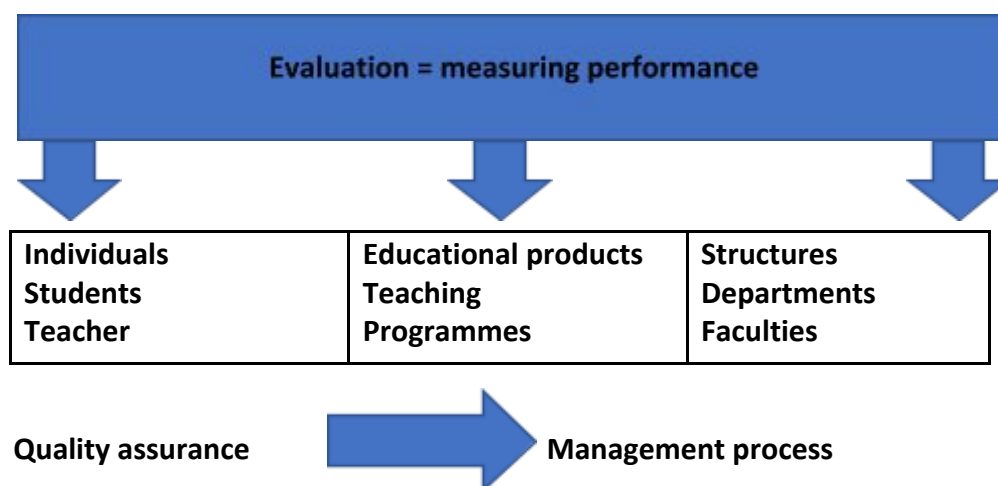 Evaluation = measuring performance
Individuals
Students
Teacher
Educational products
Teaching
Programmes
Structures
Departments
Faculties
Quality assurance
Management process